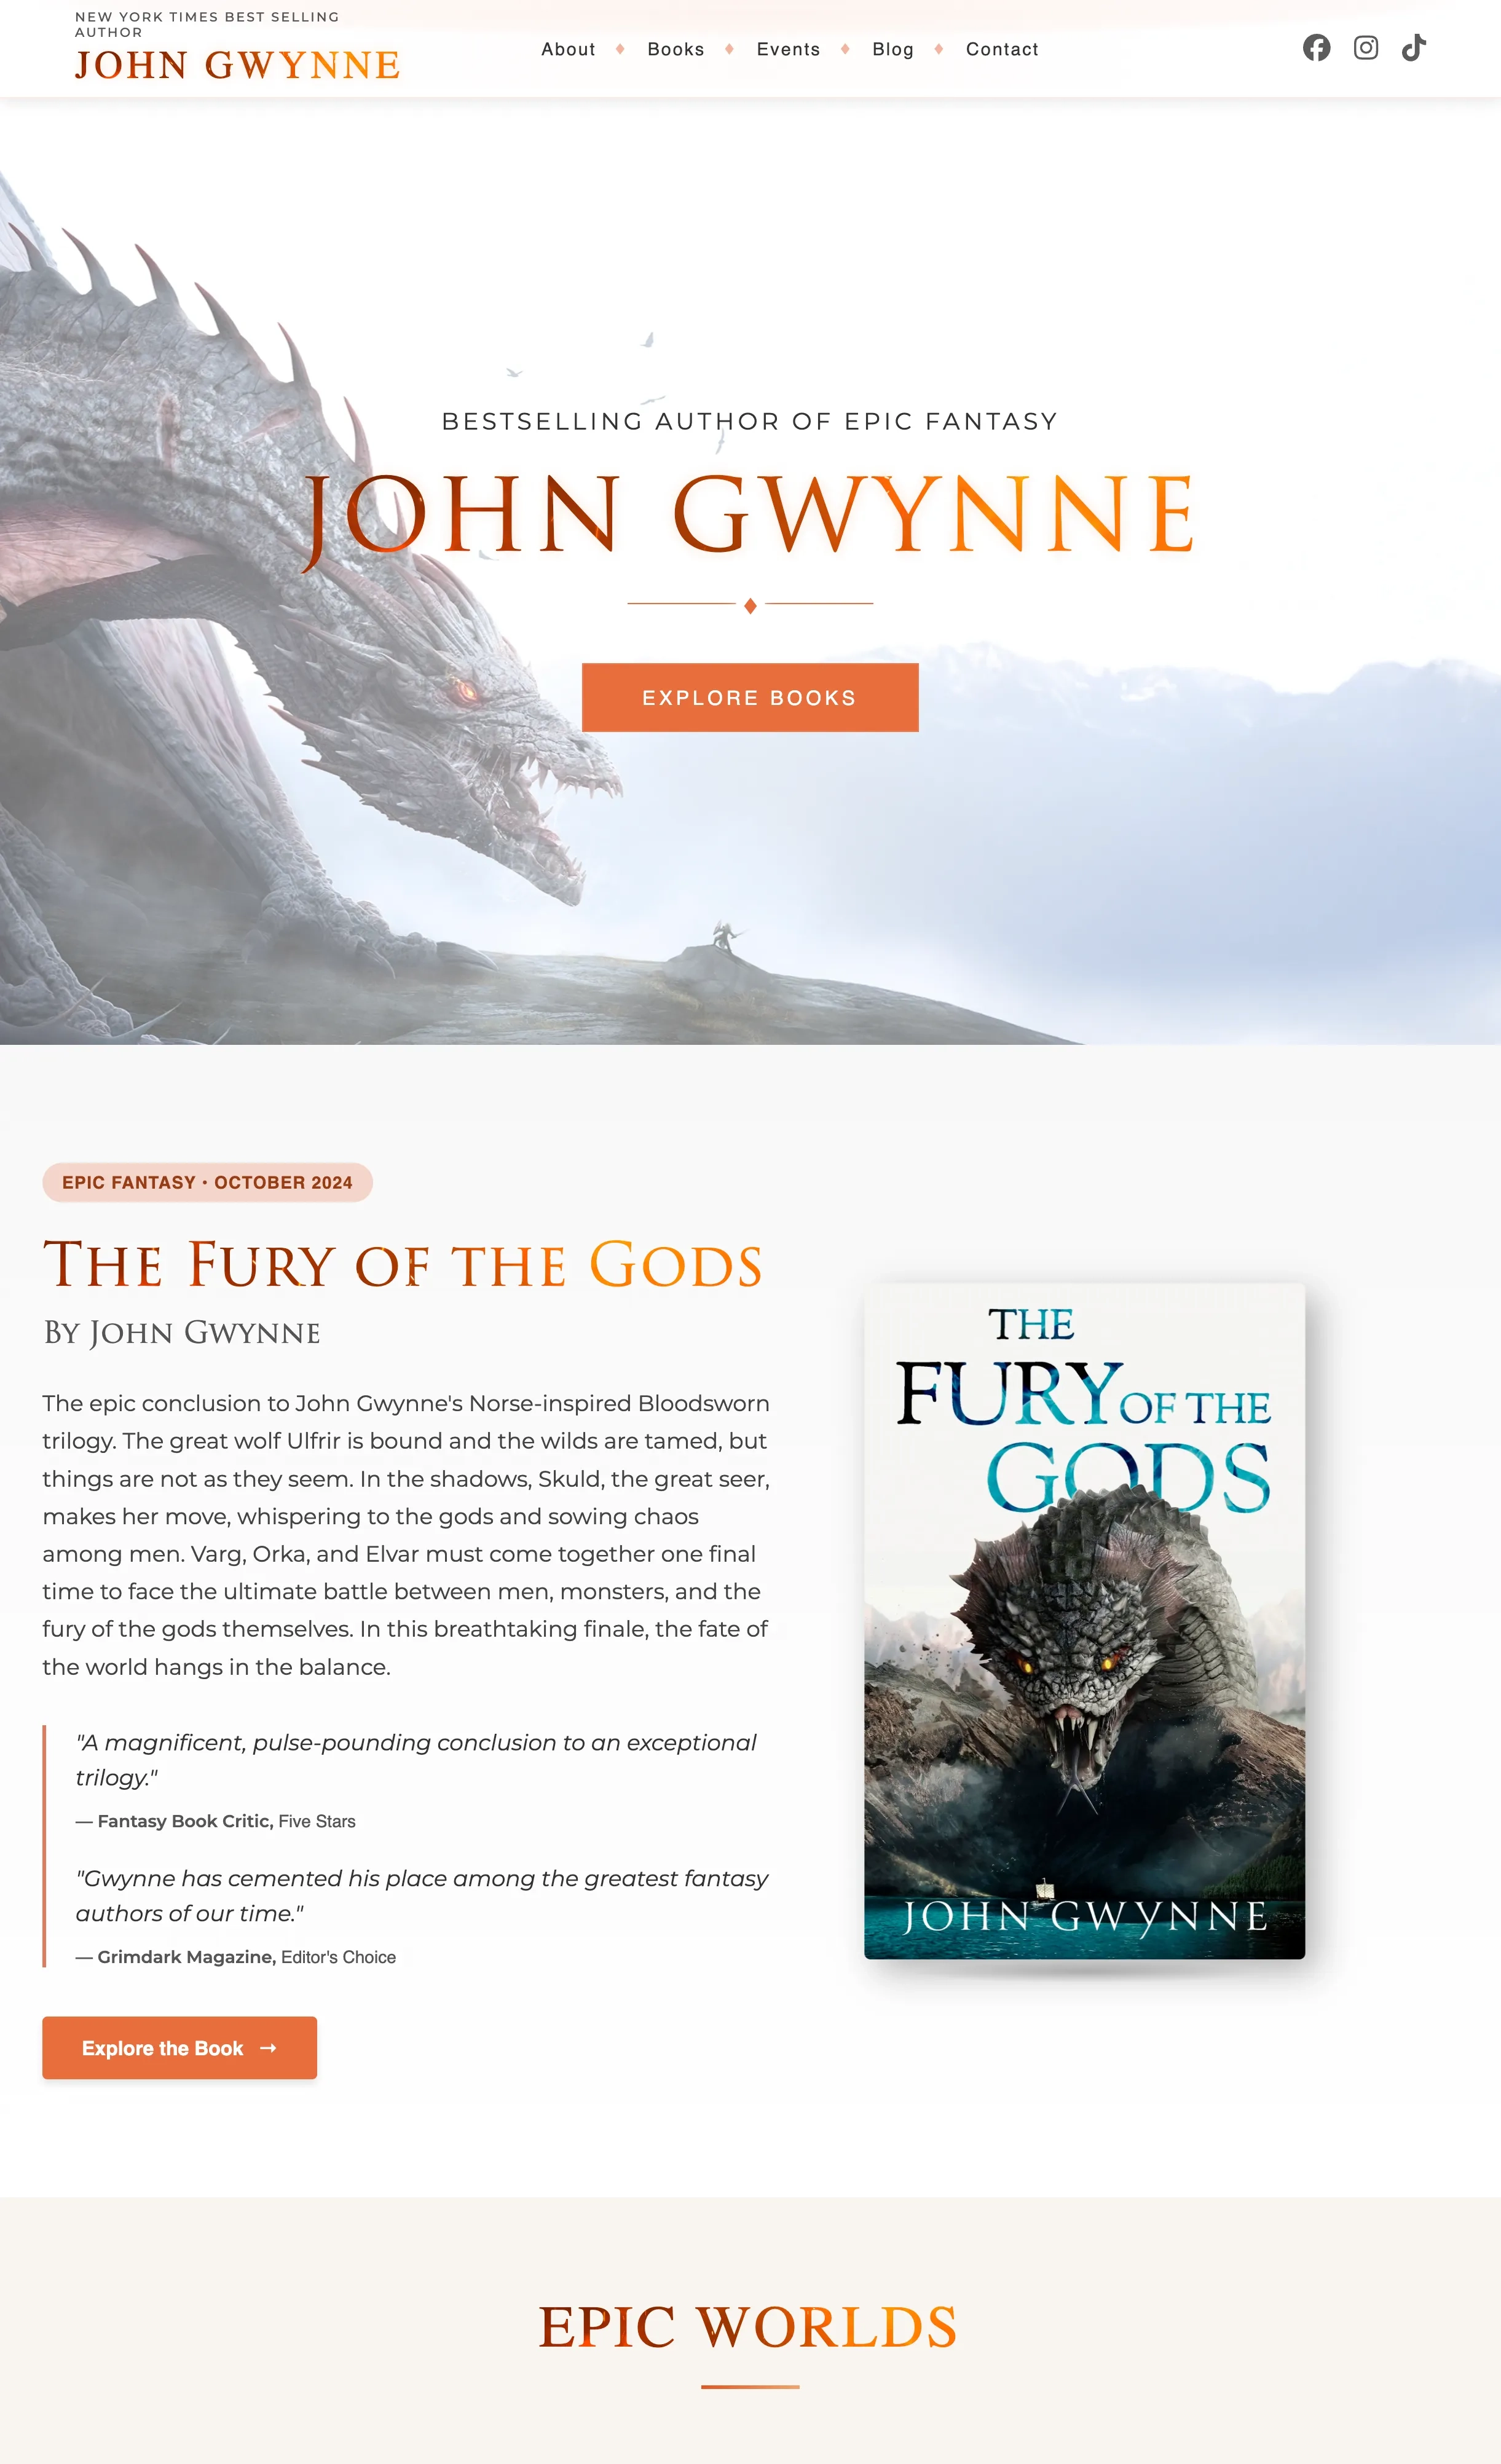 NEW YORK TIMES BEST SELLING
AUTHOR
JOHN GWYNNE
About ♦ Books ♦ Events ♦ Blog ♦ Contact
BESTSELLING AUTHOR OF EPIC FANTASY
JOHN GWYNNE
EXPLORE BOOKS
EPIC FANTASY • OCTOBER 2024
THE FURY OF THE GODS
BY JOHN GWYNNE
The epic conclusion to John Gwynne's Norse-inspired Bloodsworn
trilogy. The great wolf Ulfrir is bound and the wilds are tamed, but
things are not as they seem. In the shadows, Skuld, the great seer,
makes her move, whispering to the gods and sowing chaos
among men. Varg, Orka, and Elvar must come together one final
time to face the ultimate battle between men, monsters, and the
fury of the gods themselves. In this breathtaking finale, the fate of
the world hangs in the balance.
"A magnificent, pulse-pounding conclusion to an exceptional
trilogy."
— Fantasy Book Critic, Five Stars
"Gwynne has cemented his place among the greatest fantasy
authors of our time."
— Grimdark Magazine, Editor's Choice
Explore the Book →
THE
FURY OF THE
GODS
JOHN GWYNNE
EPIC WORLDS